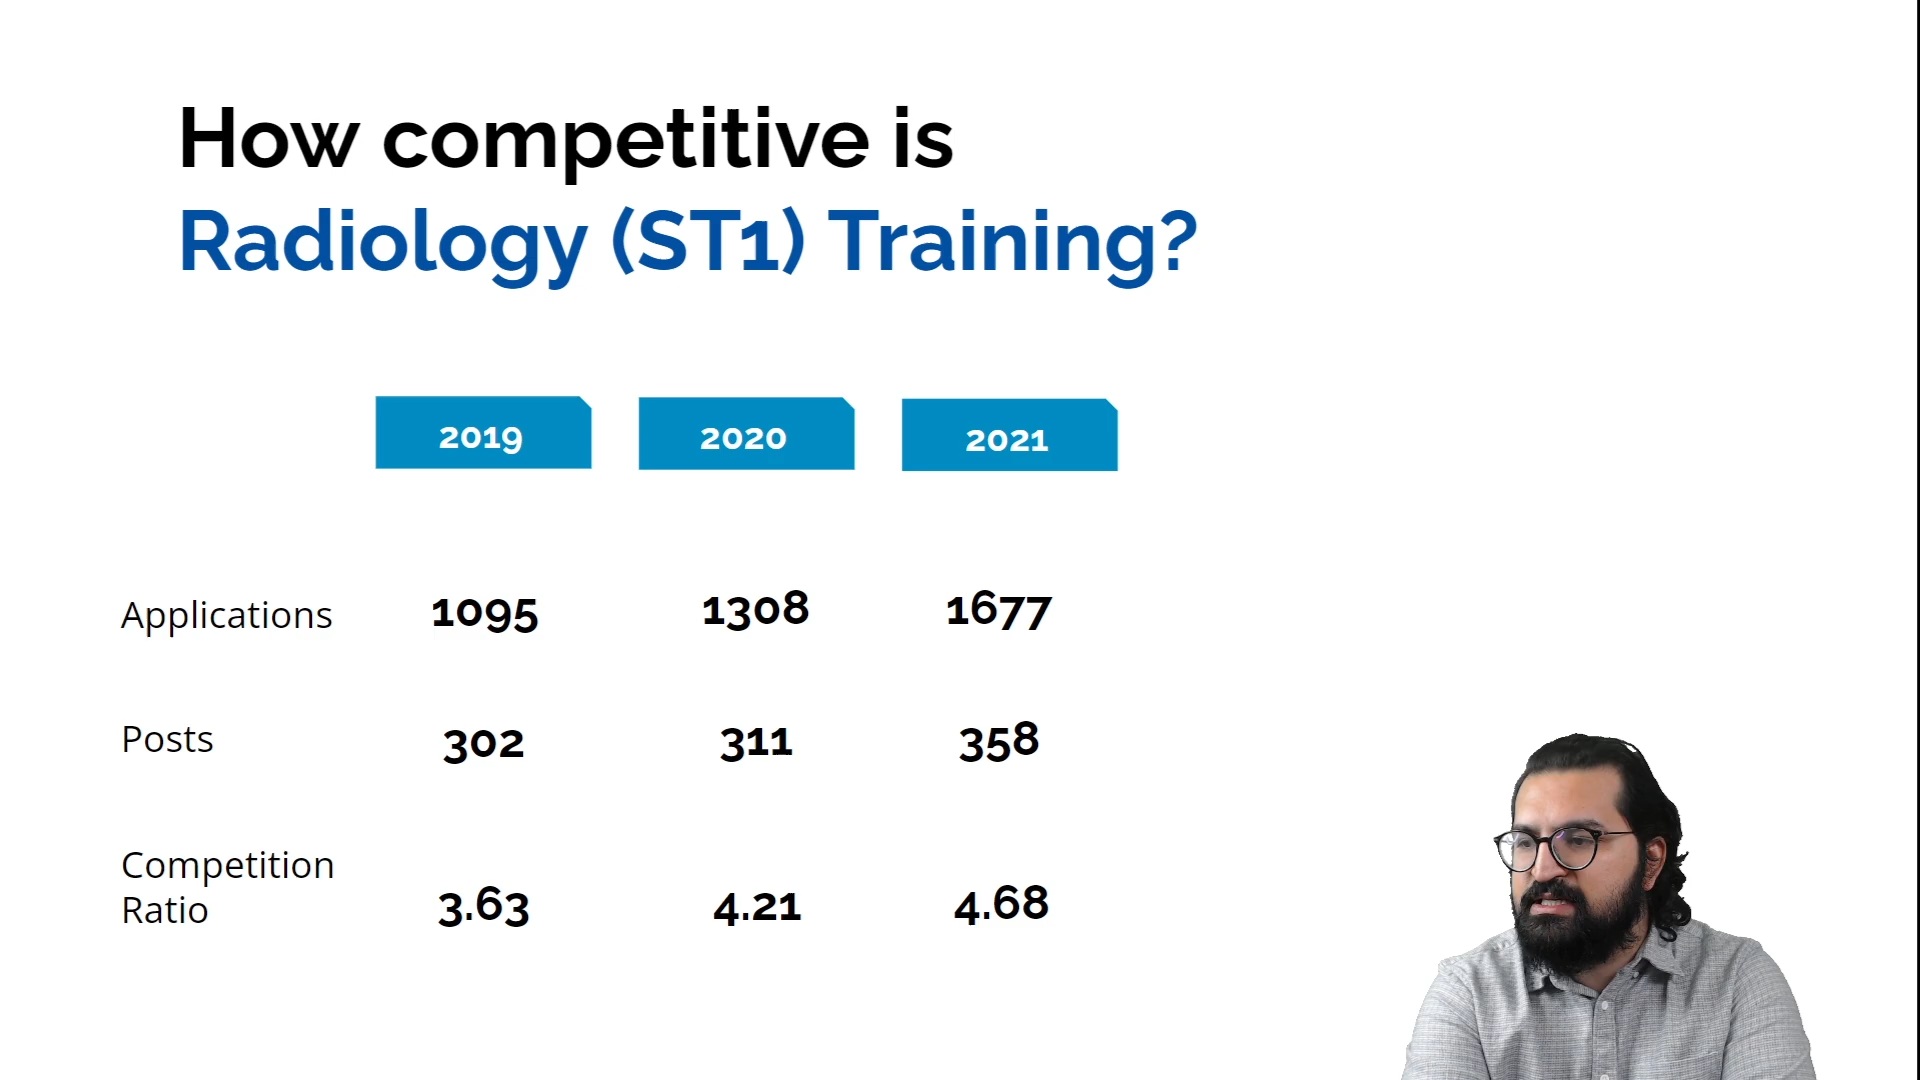 How competitive is
Radiology (ST1) Training?
2019 2020 2021
Applications 1095 1308 1677
Posts 302 311 358
Competition
Ratio 3.63 4.21 4.68